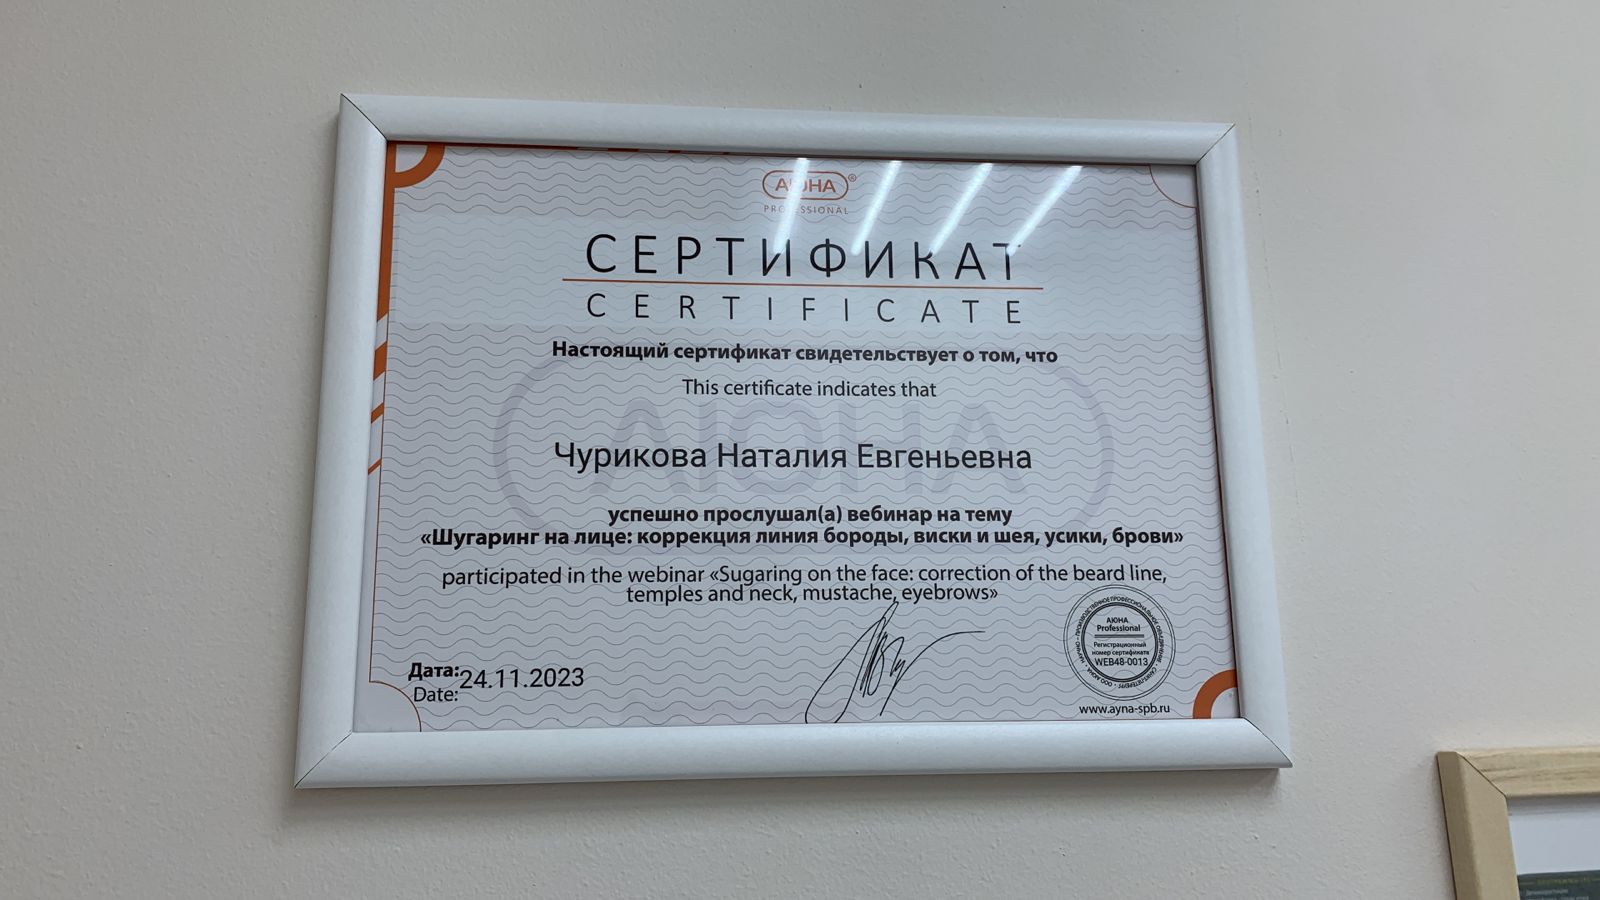 АЮНА®
PROFESSIONAL
СЕРТИФИКАТ
CERTIFICATE
Настоящий сертификат свидетельствует о том, что
This certificate indicates that
АЮНА
Чурикова Наталия Евгеньевна
успешно прослушал(а) вебинар на тему
«Шугаринг на лице: коррекция линия бороды, виски и шея, усики, брови»
participated in the webinar «Sugaring on the face: correction of the beard line,
temples and neck, mustache, eyebrows»
Дата: 24.11.2023
Date:
АЮНА
Professional
Регистрационный
номер сертификата
WEB48-0013
www.ayna-spb.ru